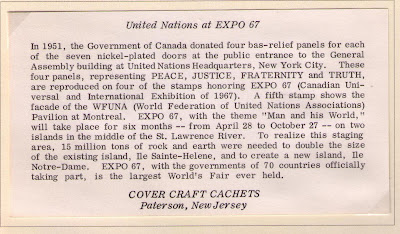 United Nations at EXPO 67
In 1951, the Government of Canada donated four bas-relief panels for each
of the seven nickel-plated doors at the public entrance to the General
Assembly building at United Nations Headquarters, New York City. These
four panels, representing PEACE, JUSTICE, FRATERNITY and TRUTH,
are reproduced on four of the stamps honoring EXPO 67 (Canadian Uni-
versal and International Exhibition of 1967). A fifth stamp shows the
facade of the WFUNA (World Federation of United Nations Associations)
Pavilion at Montreal. EXPO 67, with the theme "Man and his World,"
will take place for six months -- from April 28 to October 27 -- on two
islands in the middle of the St. Lawrence River. To realize this staging
area, 15 million tons of rock and earth were needed to double the size
of the existing island, Ile Sainte-Helene, and to create a new island, Ile
Notre-Dame. EXPO 67, with the governments of 70 countries officially
taking part, is the largest World's Fair ever held.
COVER CRAFT CACHETS
Paterson, New Jersey